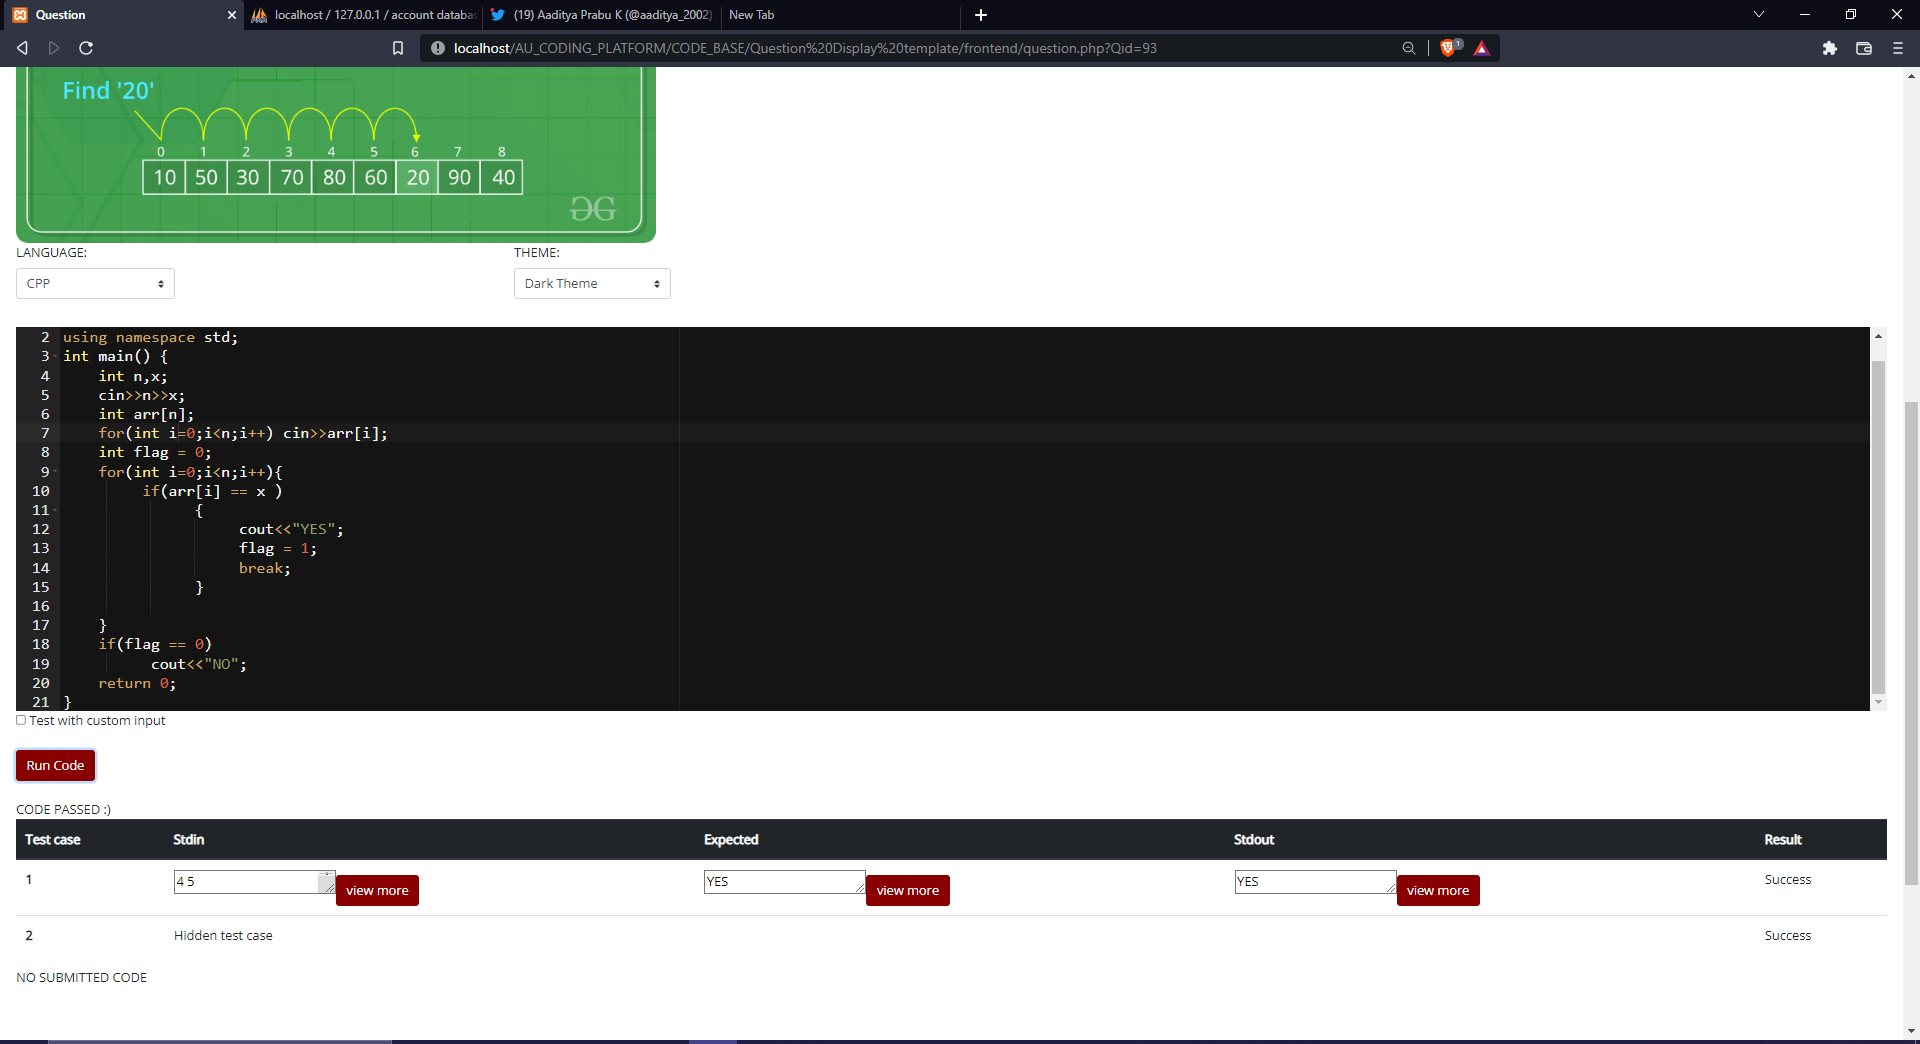 Question
localhost / 127.0.0.1 / account databas
(19) Aaditya Prabu K (@aaditya_2002)
New Tab
localhost/AU_CODING_PLATFORM/CODE_BASE/Question%20Display%20template/frontend/question.php?Qid=93
1
Find '20'
0 1 2 3 4 5 6 7 8
10 50 30 70 80 60 20 90 40
LANGUAGE:
THEME:
CPP
Dark Theme
2 using namespace std;
3 int main() {
4 int n,x;
5 cin>>n>>x;
6 int arr[n];
7 for(int i=0;i<n;i++) cin>>arr[i];
8 int flag = 0;
9 for(int i=0;i<n;i++){
10 if(arr[i] == x )
11 {
12 cout<<"YES";
13 flag = 1;
14 break;
15 }
16
17 }
18 if(flag == 0)
19 cout<<"NO";
20 return 0;
21 }
Test with custom input
Run Code
CODE PASSED :)
Test case Stdin Expected Stdout Result
1 4 5 view more YES view more YES view more Success
2 Hidden test case Success
NO SUBMITTED CODE